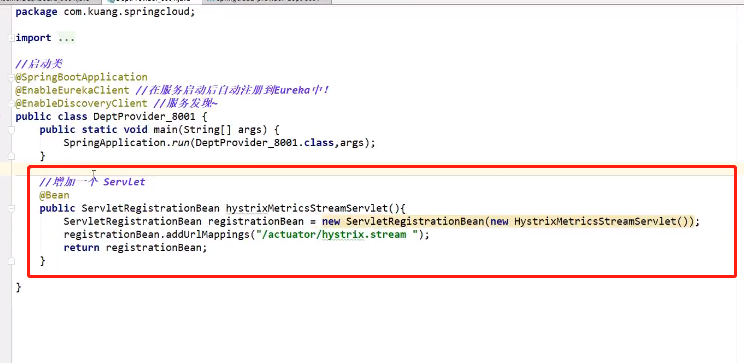 package com.kuang.springcloud;
import ...
//启动类
@SpringBootApplication
@EnableEurekaClient //在服务启动后自动注册到Eureka中!
@EnableDiscoveryClient //服务发现~
public class DeptProvider_8001 {
public static void main(String[] args) {
SpringApplication.run(DeptProvider_8001.class,args);
}
//增加一个 Servlet
@Bean
public ServletRegistrationBean hystrixMetricsStreamServlet(){
ServletRegistrationBean registrationBean = new ServletRegistrationBean(new HystrixMetricsStreamServlet());
registrationBean.addUrlMappings("/actuator/hystrix.stream ");
return registrationBean;
}
}